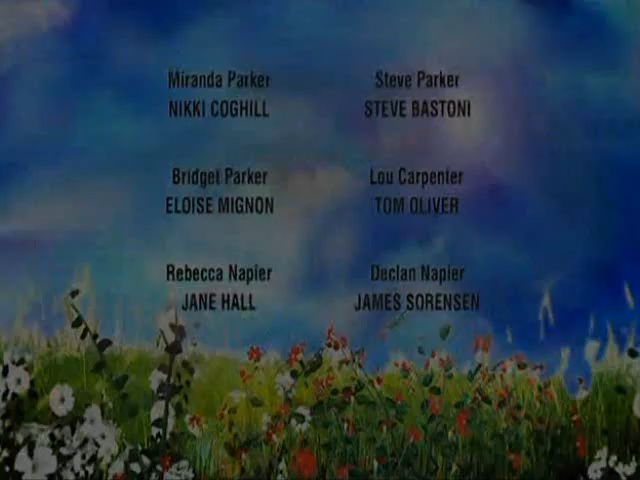 Miranda Parker
NIKKI COGHILL
Steve Parker
STEVE BASTONI
Bridget Parker
ELOISE MIGNON
Lou Carpenter
TOM OLIVER
Rebecca Napier
JANE HALL
Declan Napier
JAMES SORENSEN